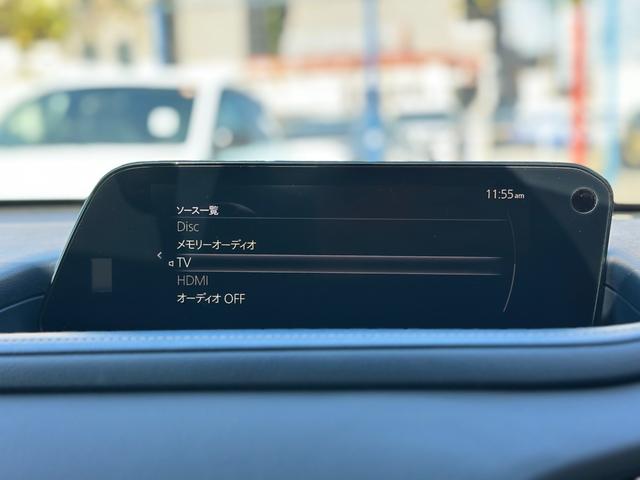 11:55am
ソース一覧
Disc
メモリーオーディオ
TV
HDMI
オーディオ OFF